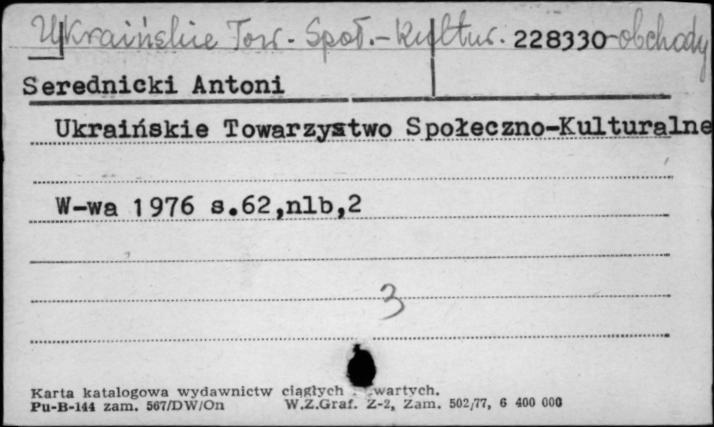 Ukraińskie Tow. Społ.-Kultur. 228330-obchody
Serednicki Antoni
Ukraińskie Towarzystwo Społeczno-Kulturalne
W-wa 1976 s.62,nlb,2
3
Karta katalogowa wydawnictw ciągłych wartych.
Pu-B-144 zam. 567/DW/On W.Z.Graf. Z-2, Zam. 502/77, 6 400 000